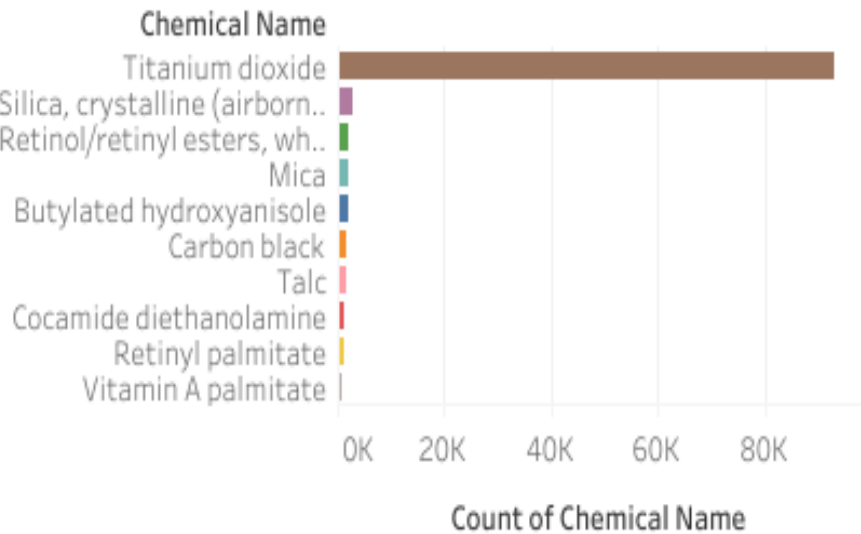 Chemical Name
Titanium dioxide
Silica, crystalline (airborn..
Retinol/retinyl esters, wh..
Mica
Butylated hydroxyanisole
Carbon black
Talc
Cocamide diethanolamine
Retinyl palmitate
Vitamin A palmitate
0K 20K 40K 60K 80K
Count of Chemical Name